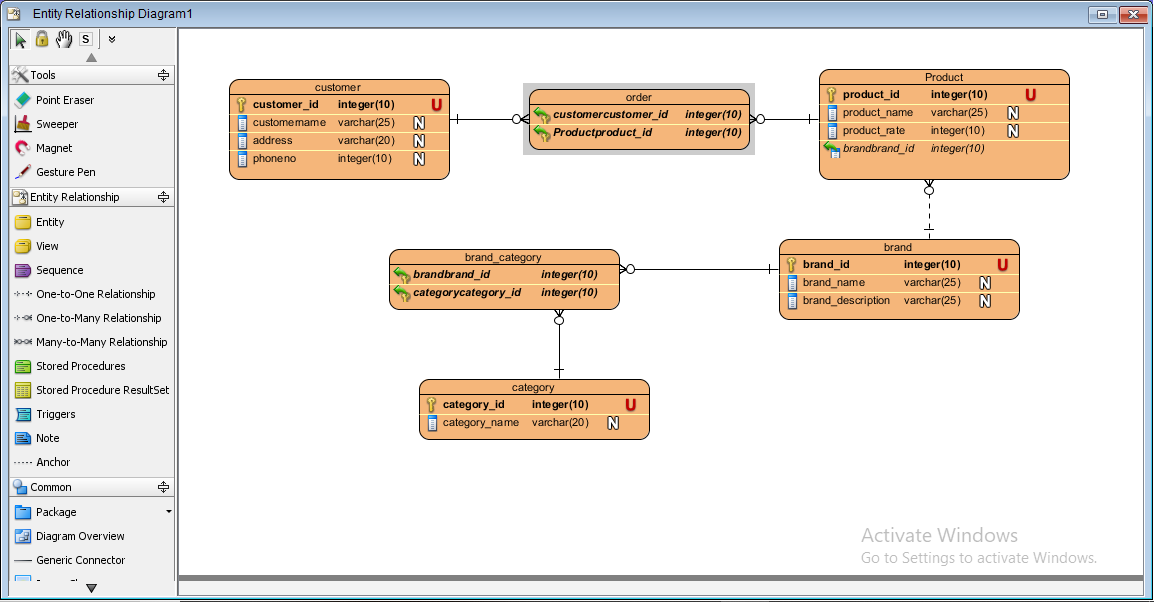 Entity Relationship Diagram1
S
Tools
Point Eraser
Sweeper
Magnet
Gesture Pen
Entity Relationship
Entity
View
Sequence
One-to-One Relationship
One-to-Many Relationship
Many-to-Many Relationship
Stored Procedures
Stored Procedure ResultSet
Triggers
Note
Anchor
Common
Package
Diagram Overview
Generic Connector
customer
customer_id integer(10) U
customername varchar(25) N
address varchar(20) N
phoneno integer(10) N
order
customercustomer_id integer(10)
Productproduct_id integer(10)
Product
product_id integer(10) U
product_name varchar(25) N
product_rate integer(10) N
brandbrand_id integer(10)
brand_category
brandbrand_id integer(10)
categorycategory_id integer(10)
brand
brand_id integer(10) U
brand_name varchar(25) N
brand_description varchar(25) N
category
category_id integer(10) U
category_name varchar(20) N
Activate Windows
Go to Settings to activate Windows.